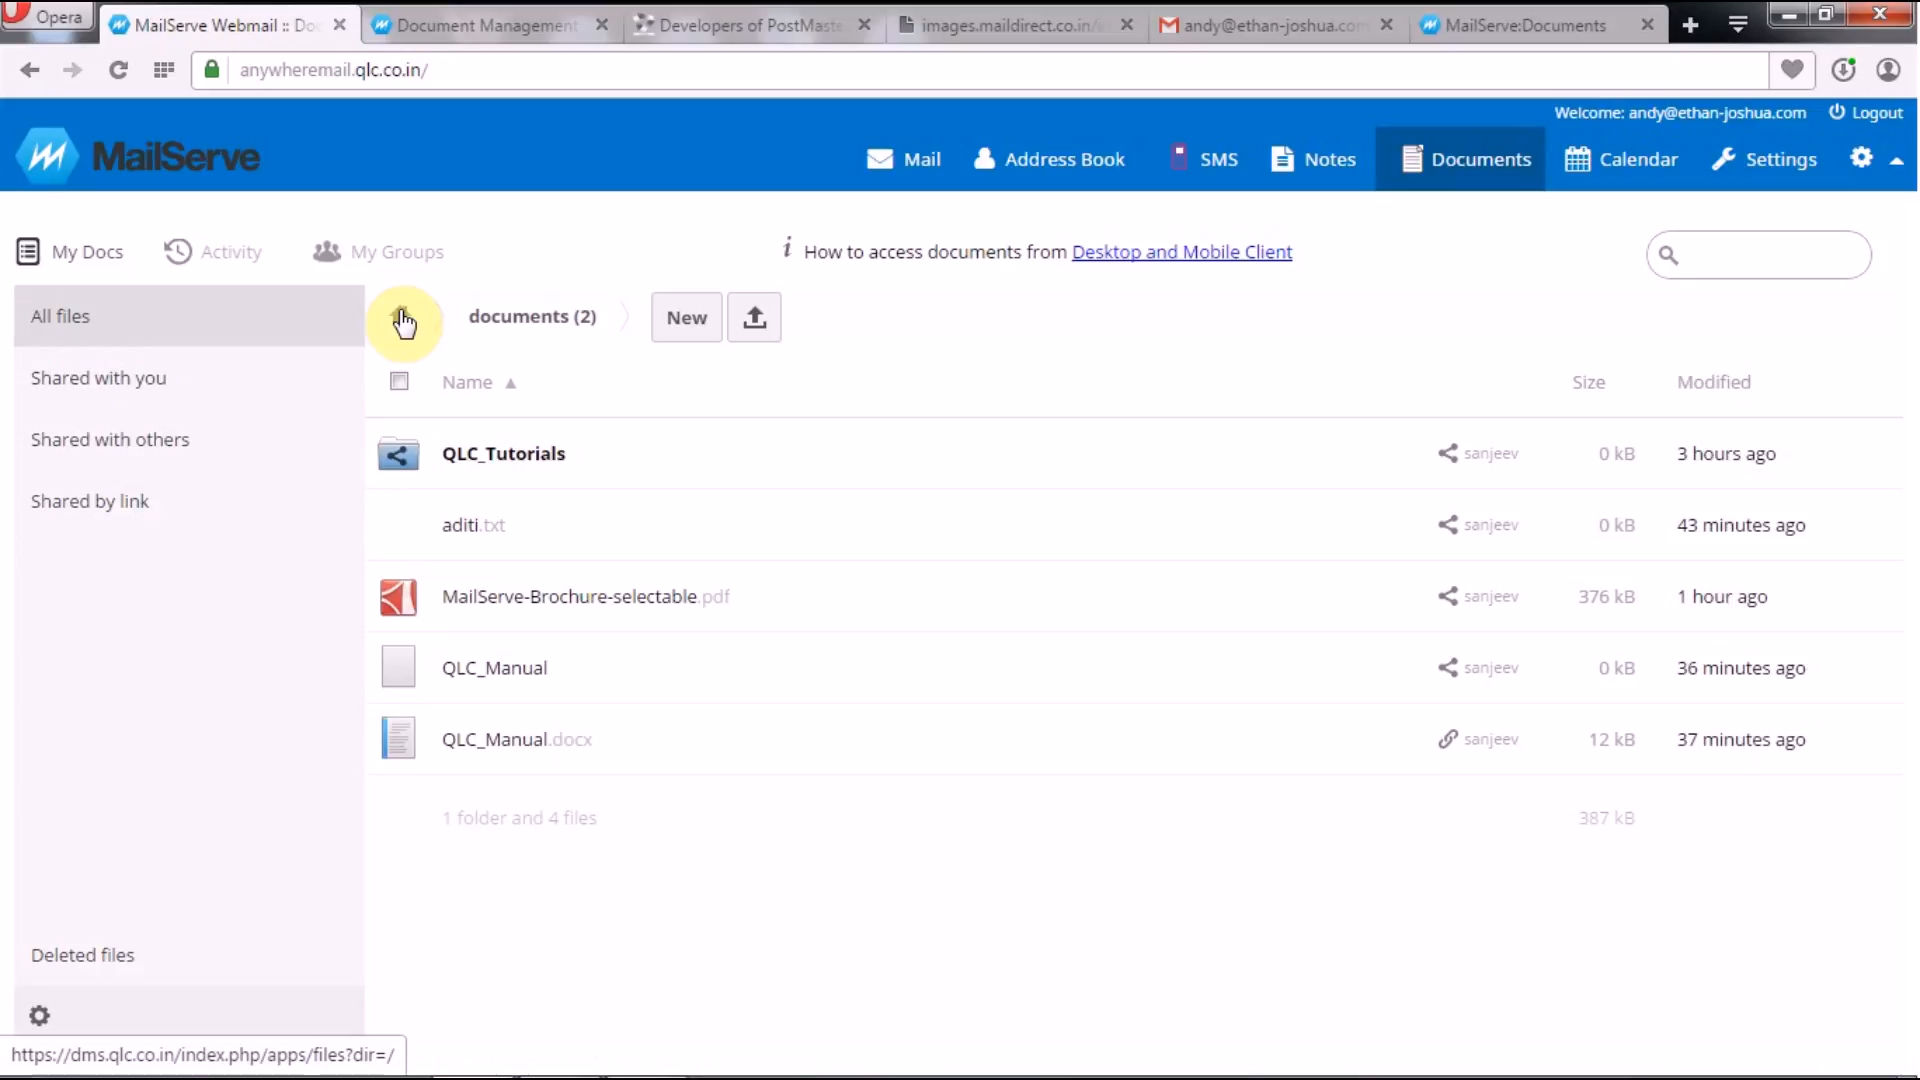 Opera
MailServe Webmail :: Do
Document Management
Developers of PostMaste
images.maildirect.co.in/
andy@ethan-joshua.com
MailServe:Documents
anywheremail.qlc.co.in/
Welcome: andy@ethan-joshua.com
Logout
MailServe
Mail
Address Book
SMS
Notes
Documents
Calendar
Settings
My Docs
Activity
My Groups
i How to access documents from Desktop and Mobile Client
All files
Shared with you
Shared with others
Shared by link
Deleted files
documents (2)
New
Name ▲ Size Modified
QLC_Tutorials sanjeev 0 kB 3 hours ago
aditi.txt sanjeev 0 kB 43 minutes ago
MailServe-Brochure-selectable.pdf sanjeev 376 kB 1 hour ago
QLC_Manual sanjeev 0 kB 36 minutes ago
QLC_Manual.docx sanjeev 12 kB 37 minutes ago
1 folder and 4 files 387 kB
https://dms.qlc.co.in/index.php/apps/files?dir=/